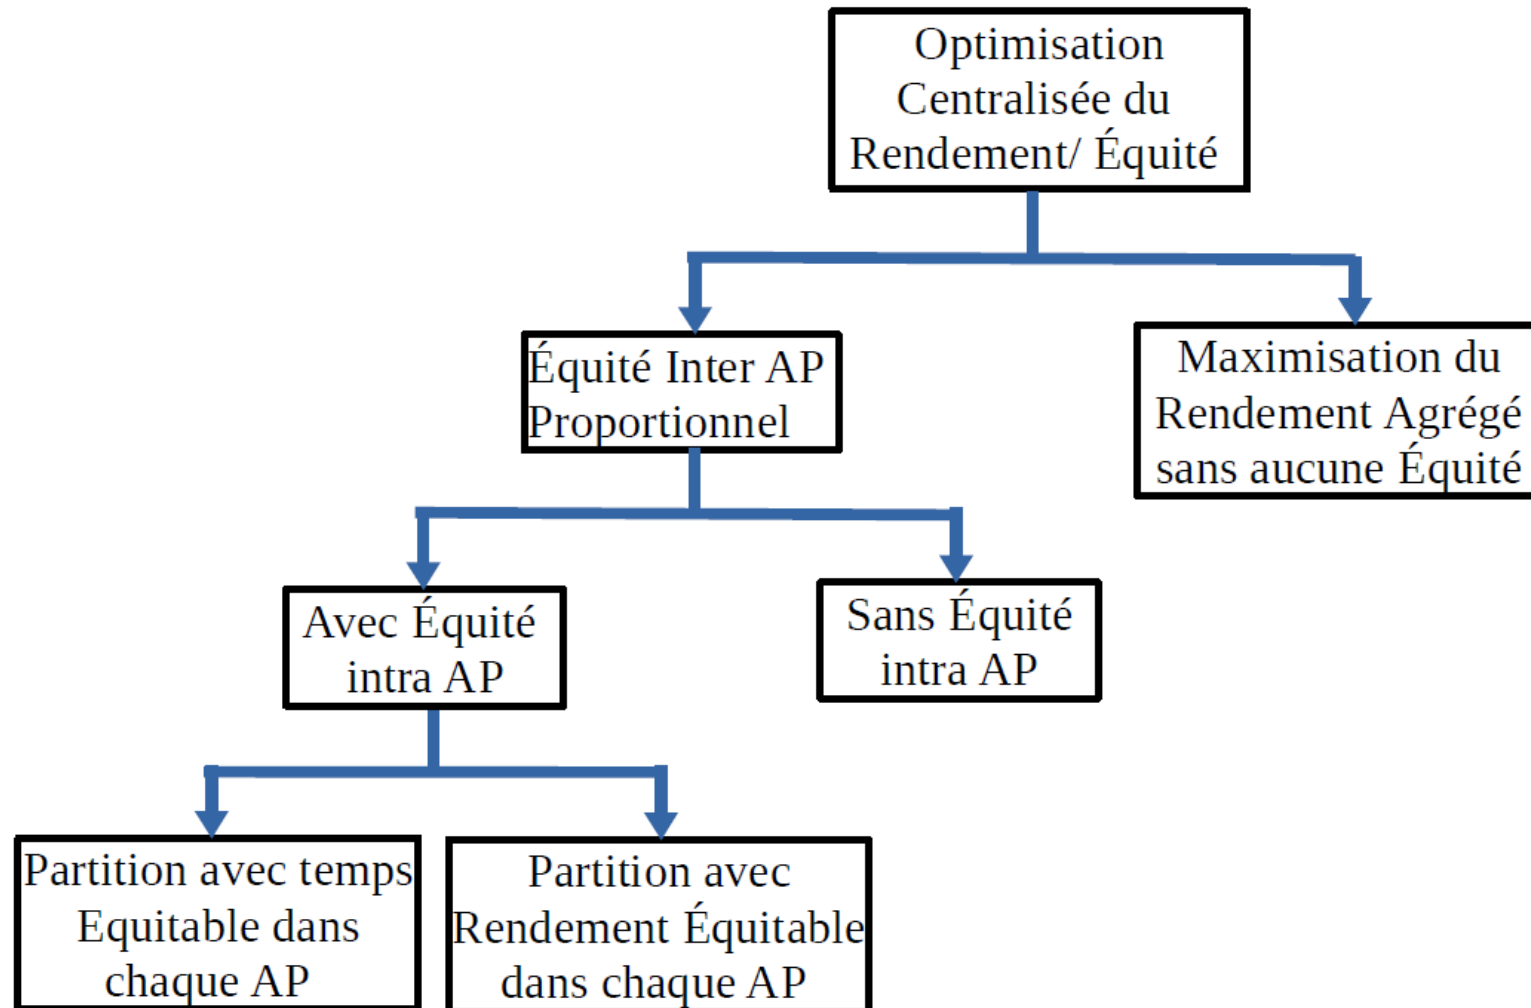 Optimisation
Centralisée du
Rendement/ Équité
Équité Inter AP
Proportionnel
Maximisation du
Rendement Agrégé
sans aucune Équité
Avec Équité
intra AP
Sans Équité
intra AP
Partition avec temps
Equitable dans
chaque AP
Partition avec
Rendement Équitable
dans chaque AP